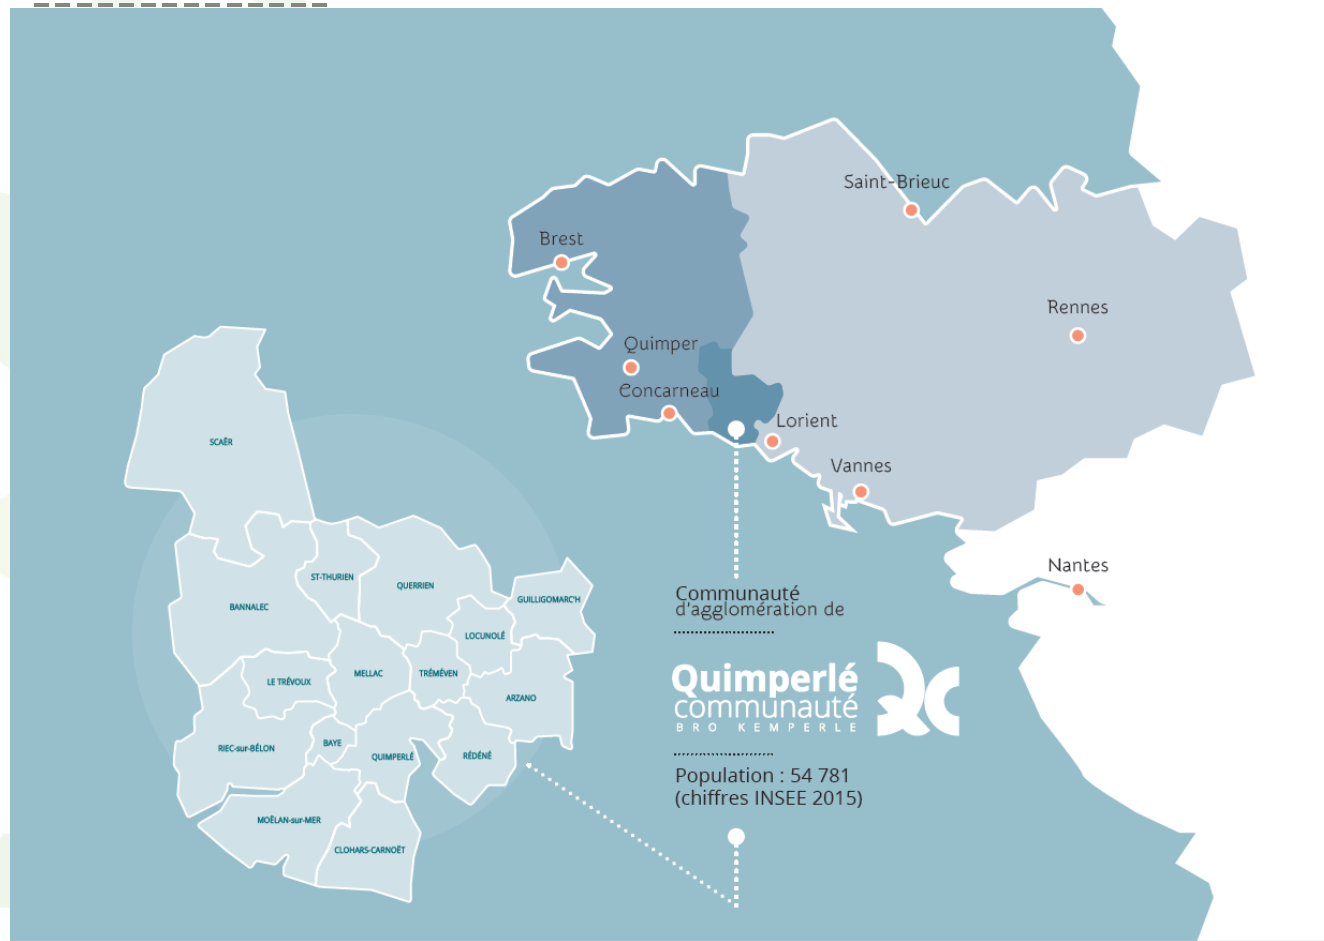 Saint-Brieuc
Brest
Rennes
Quimper
Concarneau
Lorient
Vannes
Nantes
SCAËR
ST-THURIEN
QUERRIEN
GUILLIGOMARC'H
BANNALEC
LOCUNOLÉ
LE TRÉVOUX
MELLAC
TRÉMÉVEN
ARZANO
RIEC-sur-BÉLON
BAYE
QUIMPERLÉ
RÉDÉNÉ
MOËLAN-sur-MER
CLOHARS-CARNOËT
Communauté
d'agglomération de
Quimperlé
communauté
BRO KEMPERLE
QC
Population : 54 781
(chiffres INSEE 2015)